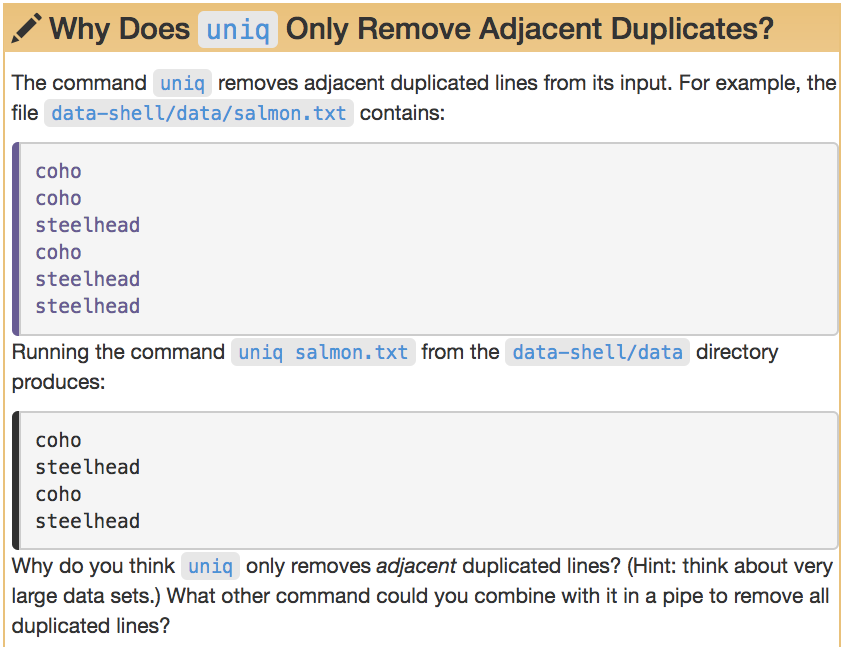 Why Does uniq Only Remove Adjacent Duplicates?
The command uniq removes adjacent duplicated lines from its input. For example, the
file data-shell/data/salmon.txt contains:
coho
coho
steelhead
coho
steelhead
steelhead
Running the command uniq salmon.txt from the data-shell/data directory
produces:
coho
steelhead
coho
steelhead
Why do you think uniq only removes adjacent duplicated lines? (Hint: think about very
large data sets.) What other command could you combine with it in a pipe to remove all
duplicated lines?